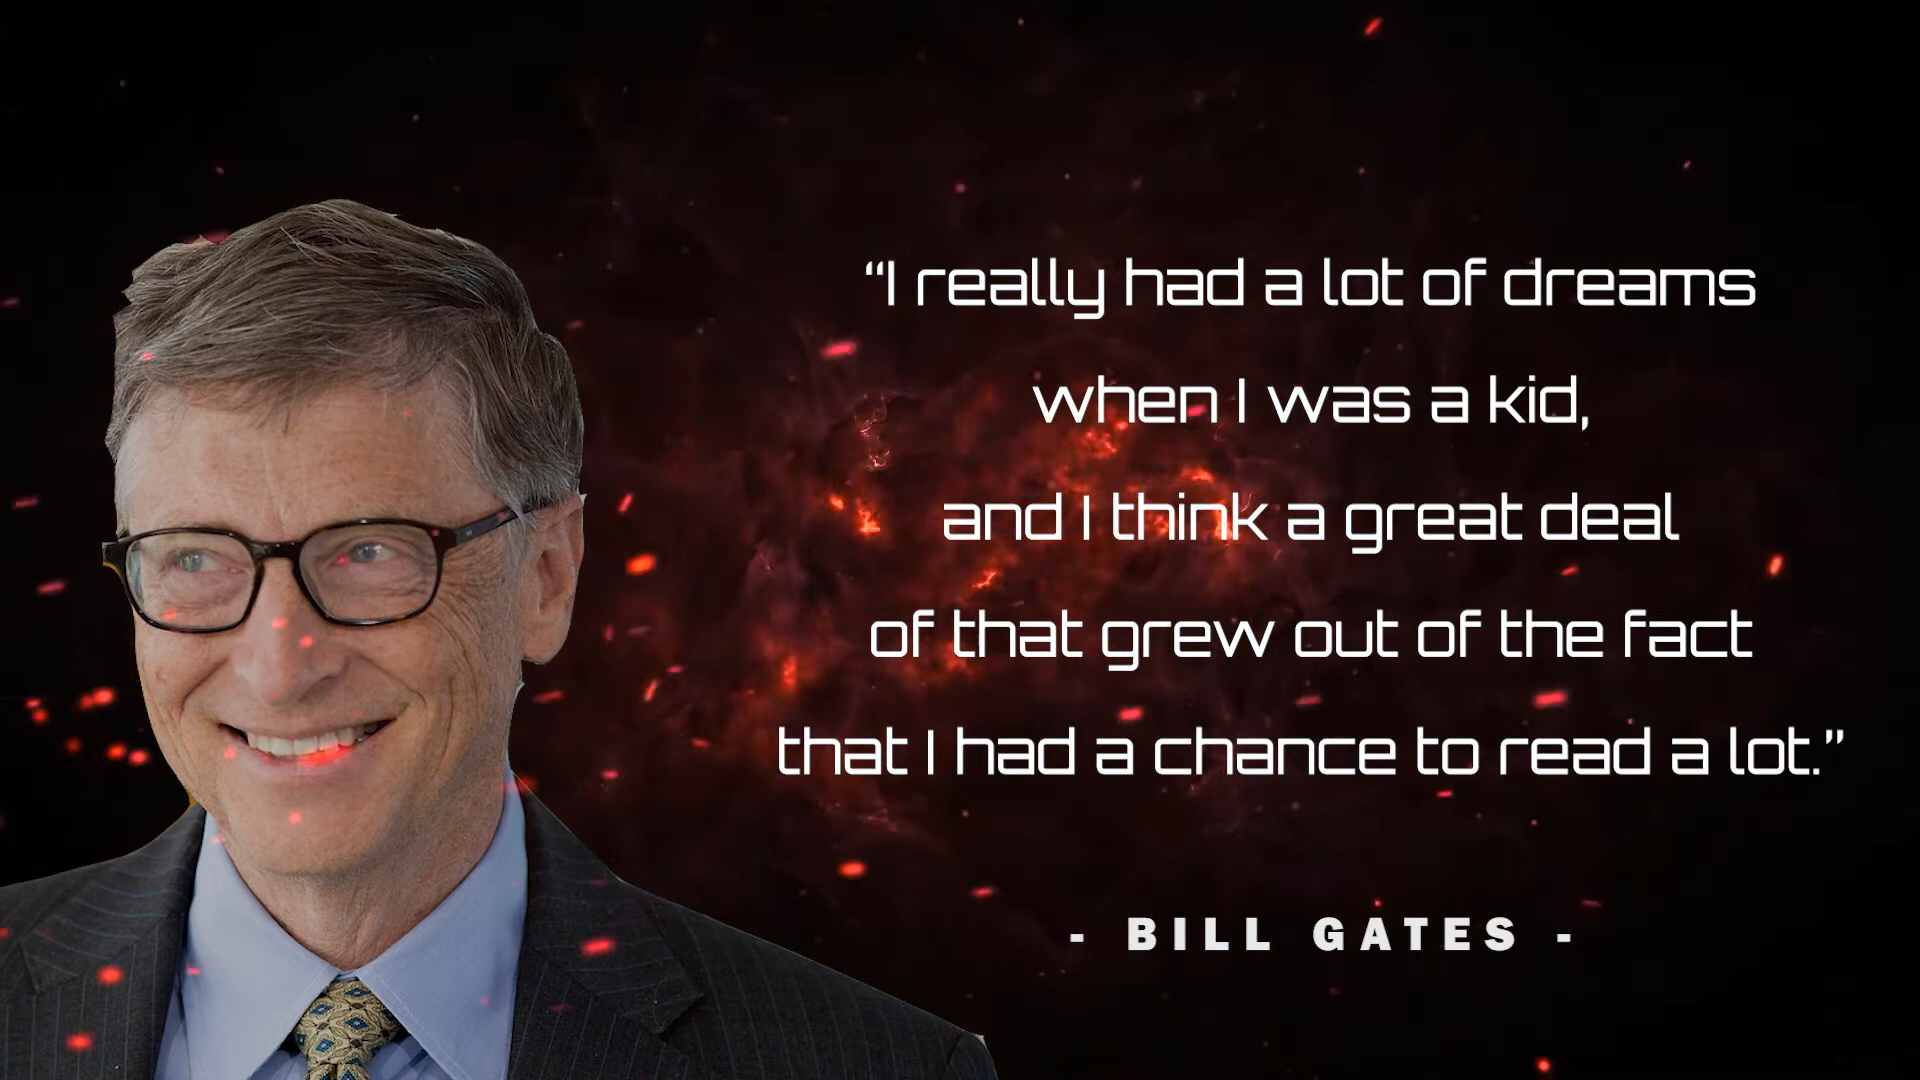 “I really had a lot of dreams
when I was a kid,
and I think a great deal
of that grew out of the fact
that I had a chance to read a lot.”
- BILL GATES -